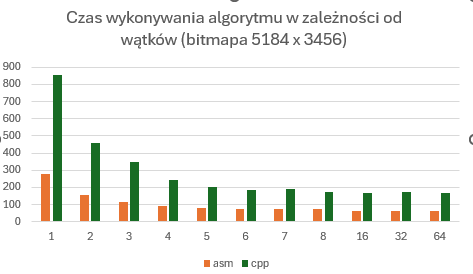 Czas wykonywania algorytmu w zależności od
wątków (bitmapa 5184 x 3456)
900
800
700
600
500
400
300
200
100
0
1 2 3 4 5 6 7 8 16 32 64
asm cpp